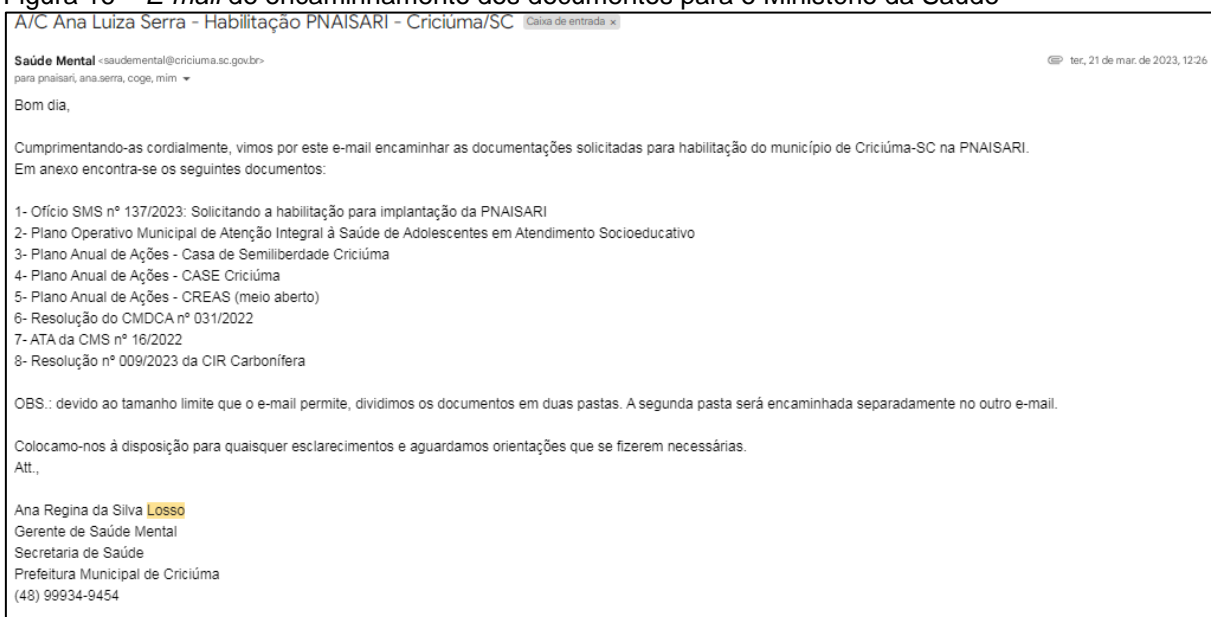 Figura 18 – E-mail de encaminhamento dos documentos para o Ministério da Saúde
A/C Ana Luiza Serra - Habilitação PNAISARI - Criciúma/SC Caixa de entrada x
Saúde Mental <saudemental@criciuma.sc.gov.br> ter., 21 de mar. de 2023, 12:26
para pnaisari, ana.serra, coge, mim
Bom dia,
Cumprimentando-as cordialmente, vimos por este e-mail encaminhar as documentações solicitadas para habilitação do município de Criciúma-SC na PNAISARI.
Em anexo encontra-se os seguintes documentos:
1- Ofício SMS nº 137/2023: Solicitando a habilitação para implantação da PNAISARI
2- Plano Operativo Municipal de Atenção Integral à Saúde de Adolescentes em Atendimento Socioeducativo
3- Plano Anual de Ações - Casa de Semiliberdade Criciúma
4- Plano Anual de Ações - CASE Criciúma
5- Plano Anual de Ações - CREAS (meio aberto)
6- Resolução do CMDCA nº 031/2022
7- ATA da CMS nº 16/2022
8- Resolução nº 009/2023 da CIR Carbonífera
OBS.: devido ao tamanho limite que o e-mail permite, dividimos os documentos em duas pastas. A segunda pasta será encaminhada separadamente no outro e-mail.
Colocamo-nos à disposição para quaisquer esclarecimentos e aguardamos orientações que se fizerem necessárias.
Att.,
Ana Regina da Silva Losso
Gerente de Saúde Mental
Secretaria de Saúde
Prefeitura Municipal de Criciúma
(48) 99934-9454